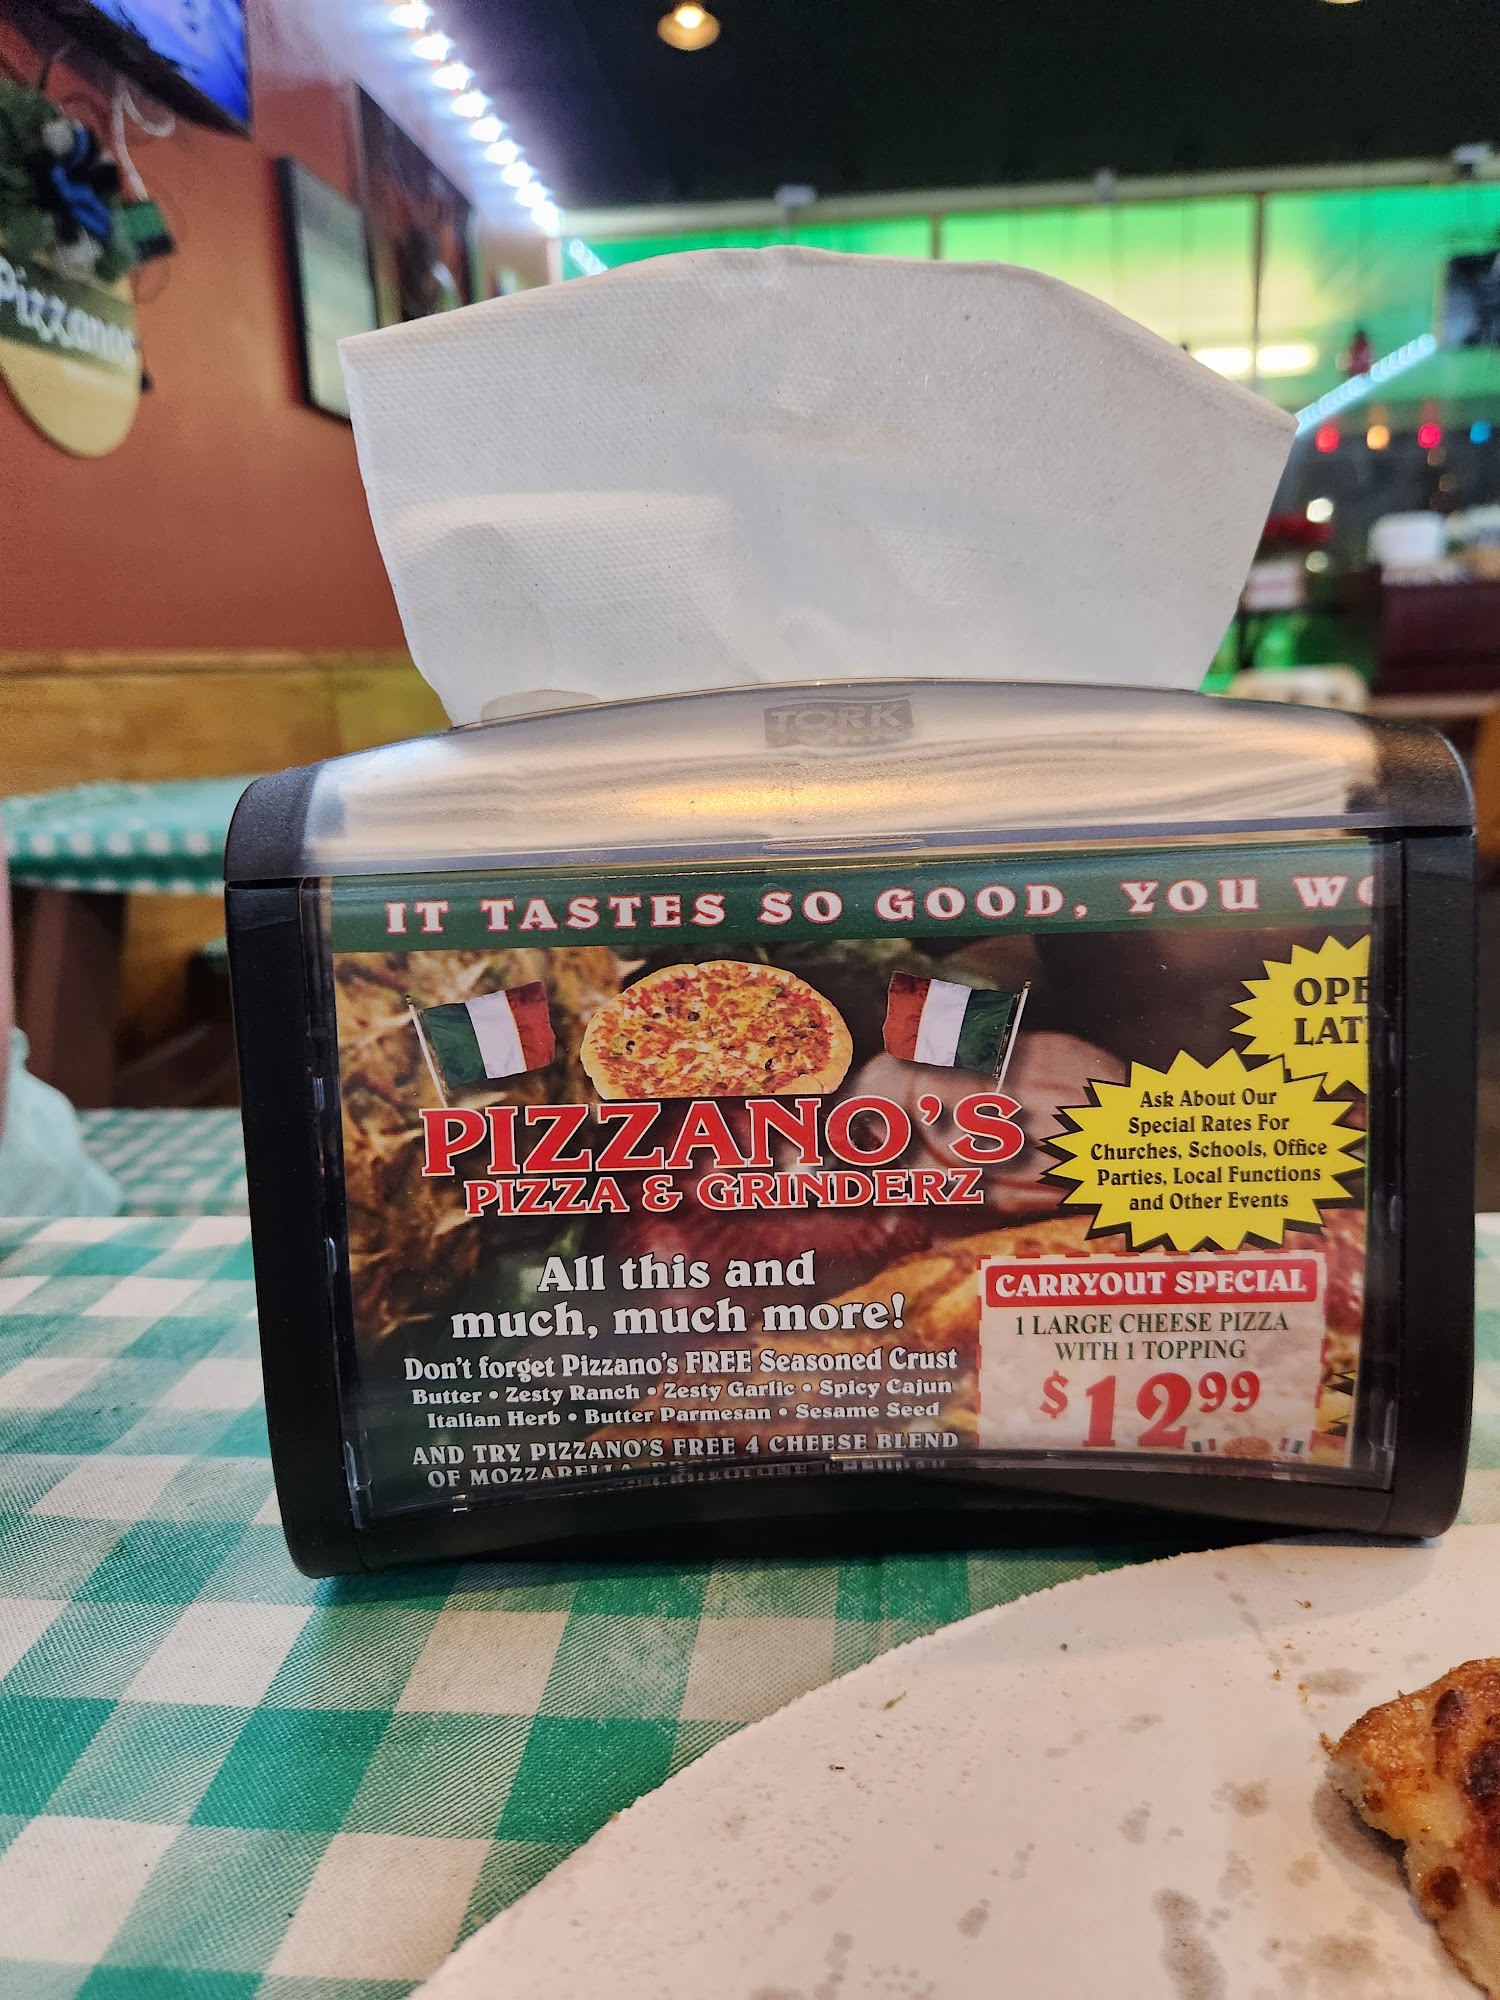 Pizzanos
TORK
IT TASTES SO GOOD, YOU WO
OPE
LAT
Ask About Our
Special Rates For
Churches, Schools, Office
Parties, Local Functions
and Other Events
PIZZANO'S
PIZZA & GRINDERZ
All this and
much, much more!
Don't forget Pizzano's FREE Seasoned Crust
Butter • Zesty Ranch • Zesty Garlic • Spicy Cajun
Italian Herb • Butter Parmesan • Sesame Seed
AND TRY PIZZANO'S FREE 4 CHEESE BLEND
OF MOZZARELLA
CARRYOUT SPECIAL
1 LARGE CHEESE PIZZA
WITH 1 TOPPING
$12.99